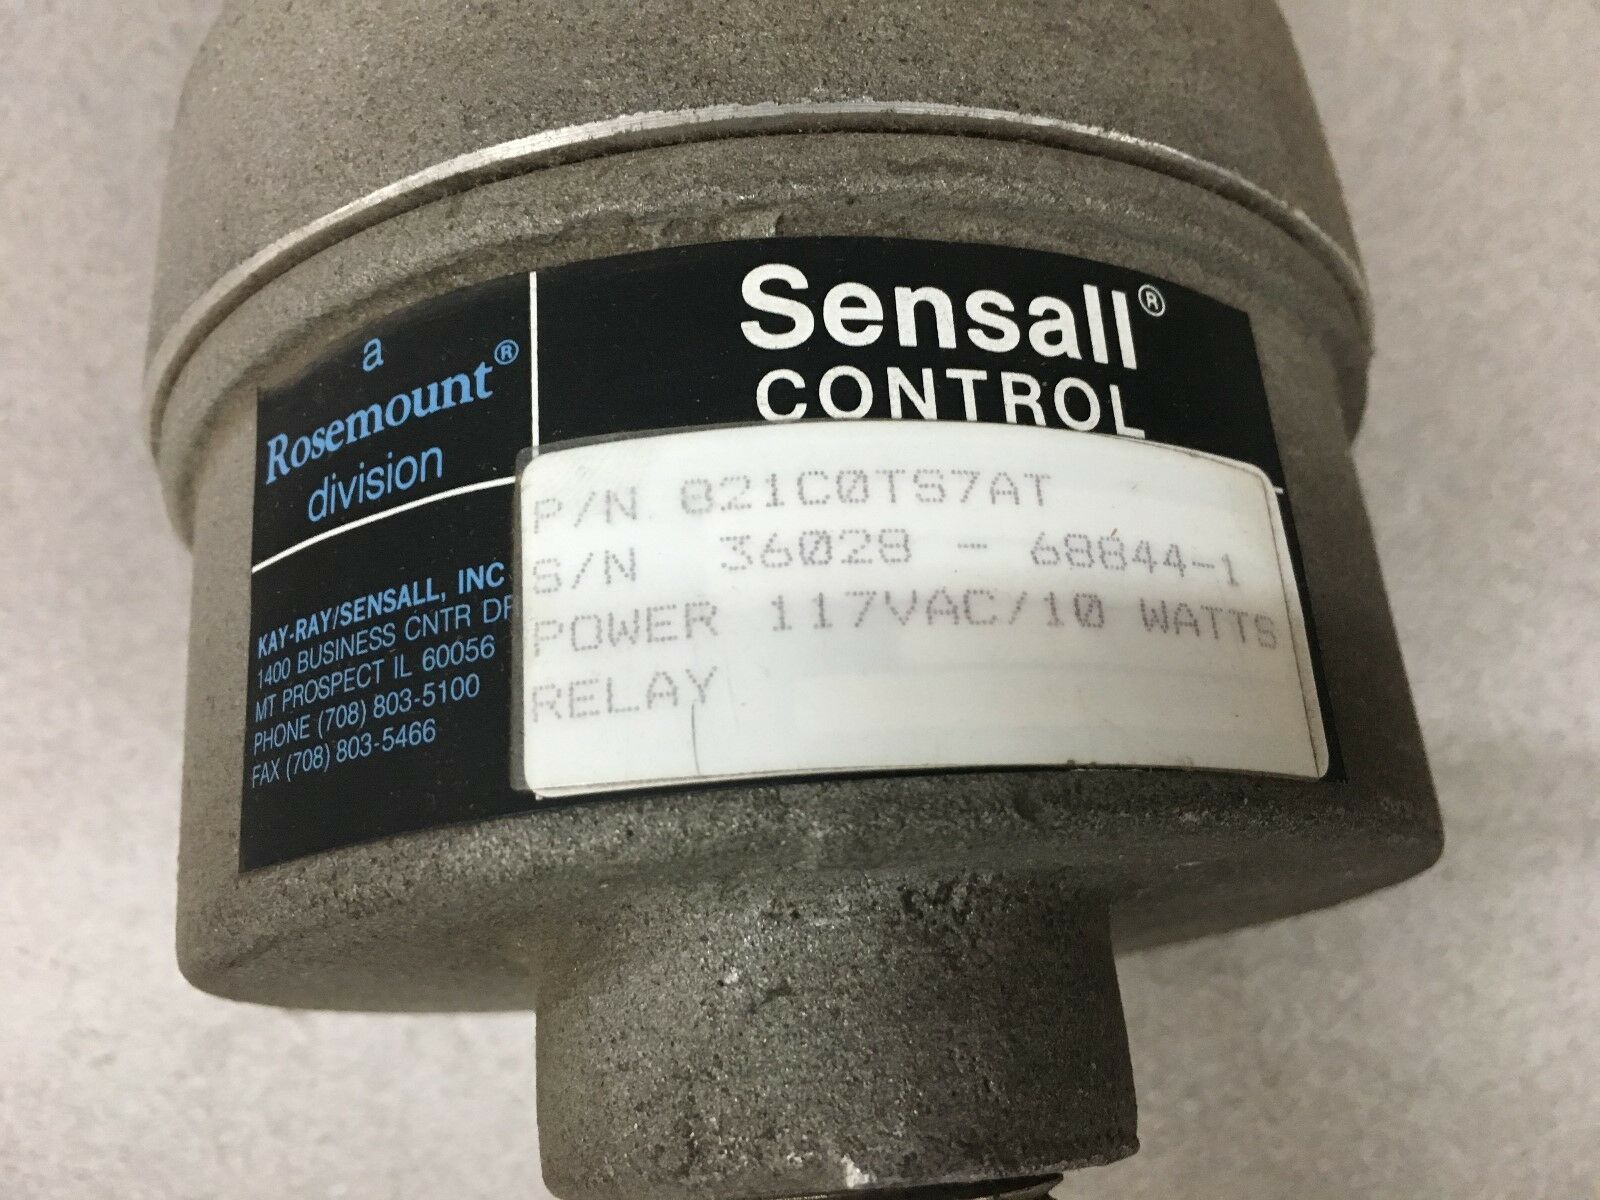 a
Rosemount®
division
Sensall®
CONTROL
KAY-RAY/SENSALL, INC
1400 BUSINESS CNTR DR
MT PROSPECT IL 60056
PHONE (708) 803-5100
FAX (708) 803-5466
P/N 821C0TS7AT
S/N 36028 - 68844-1
POWER 117VAC/10 WATTS
RELAY